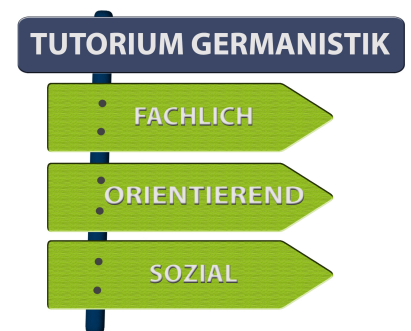 TUTORIUM GERMANISTIK
FACHLICH
ORIENTIEREND
SOZIAL